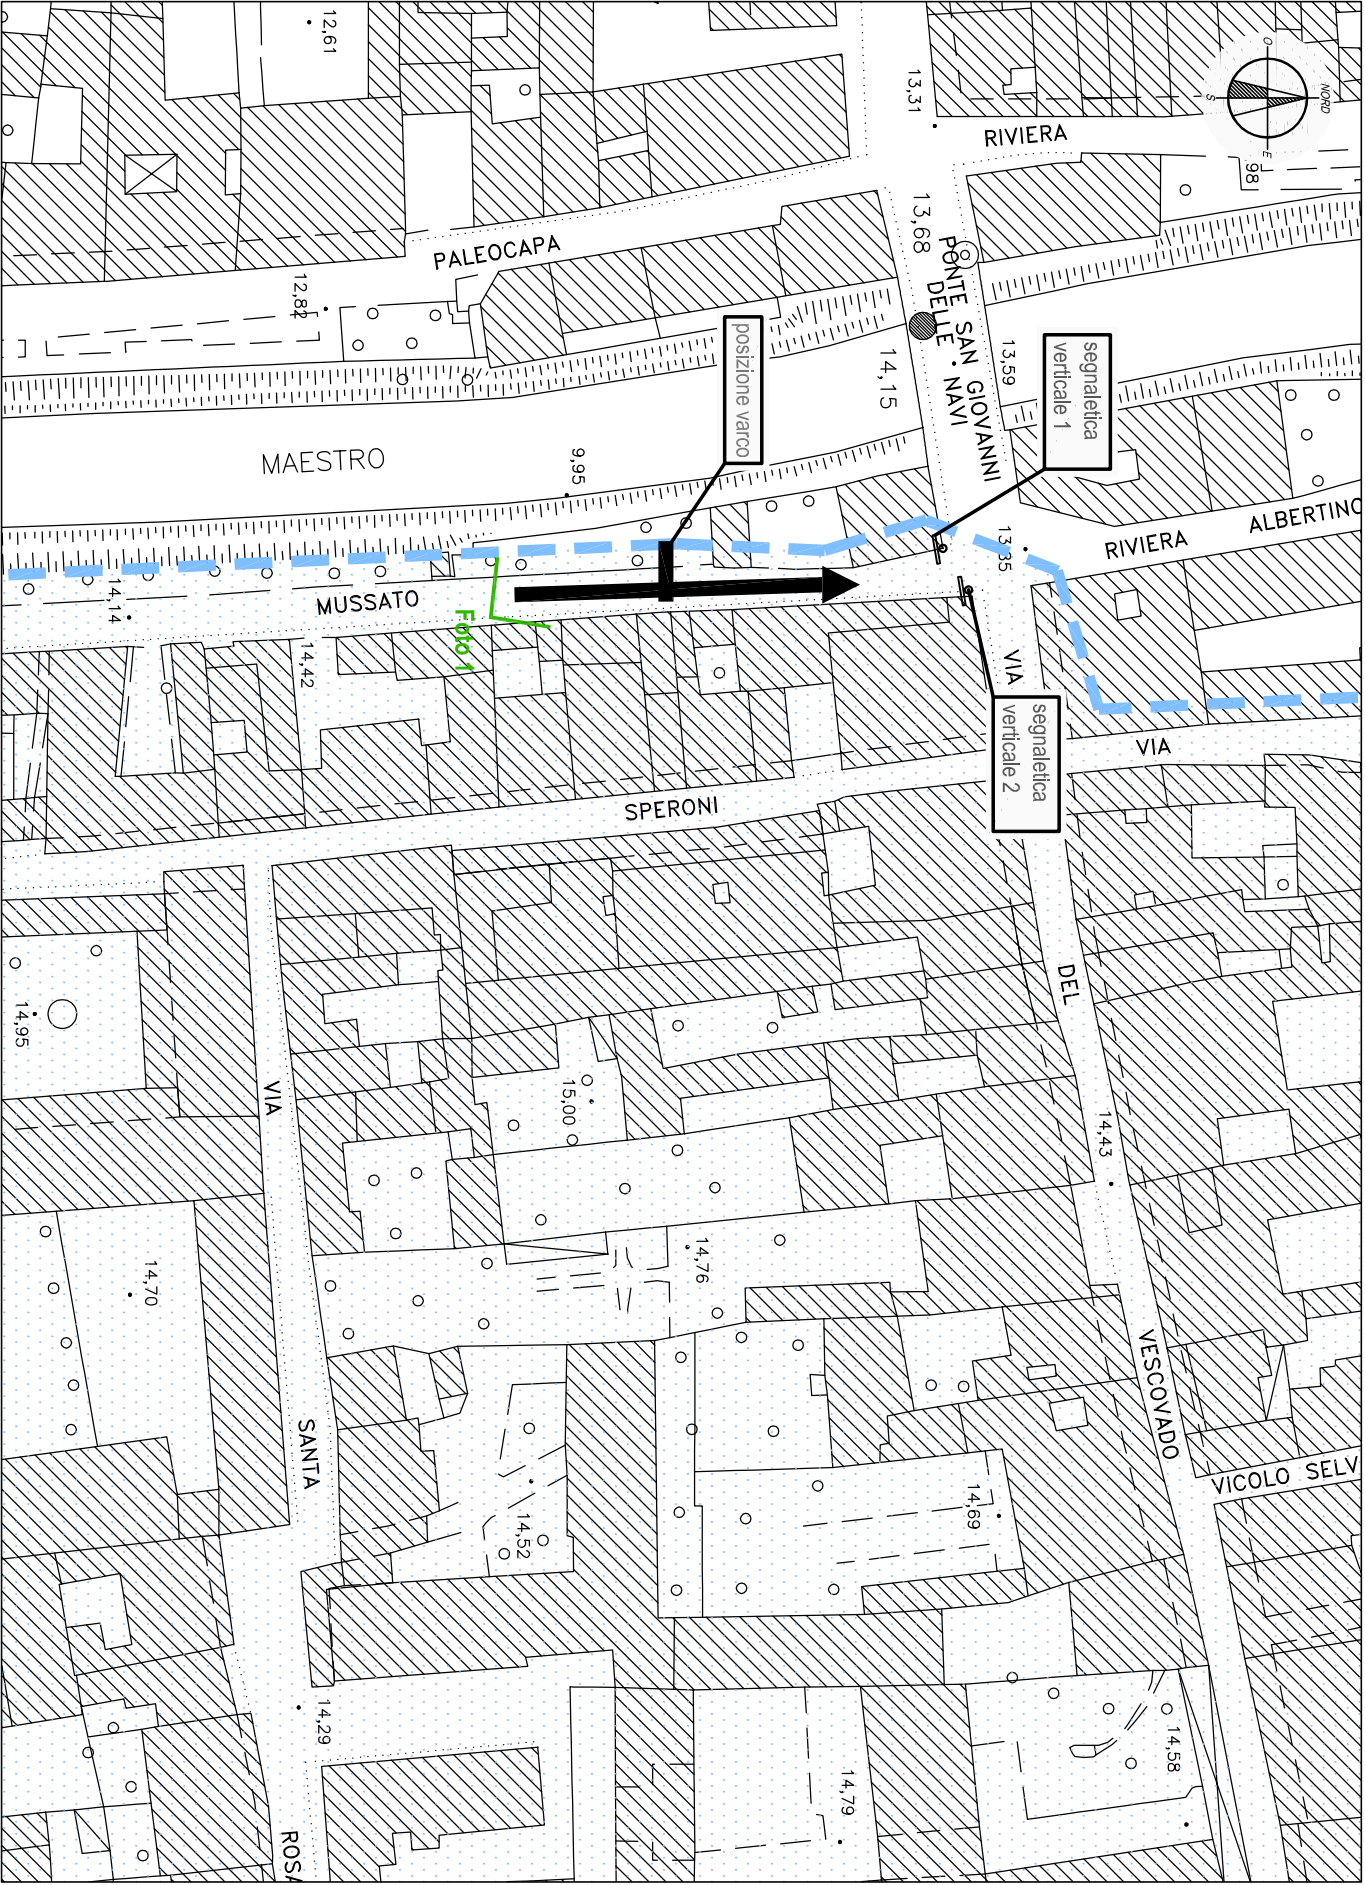 12,61
13,31
RIVIERA
NORD
O
S
E
98
13,68
PALEOCAPA
12,82
PONTE SAN GIOVANNI
DELLE NAVI
13,59
segnaletica
verticale 1
posizione varco
14,15
MAESTRO
9,95
ALBERTINO
RIVIERA
13,35
14,14
MUSSATO
Foto 1
14,42
VIA
segnaletica
verticale 2
VIA
SPERONI
DEL
14,95
VIA
15,00
14,43
14,70
14,76
VESCOVADO
SANTA
VICOLO SELV
14,69
14,52
14,29
14,58
14,79
ROSA